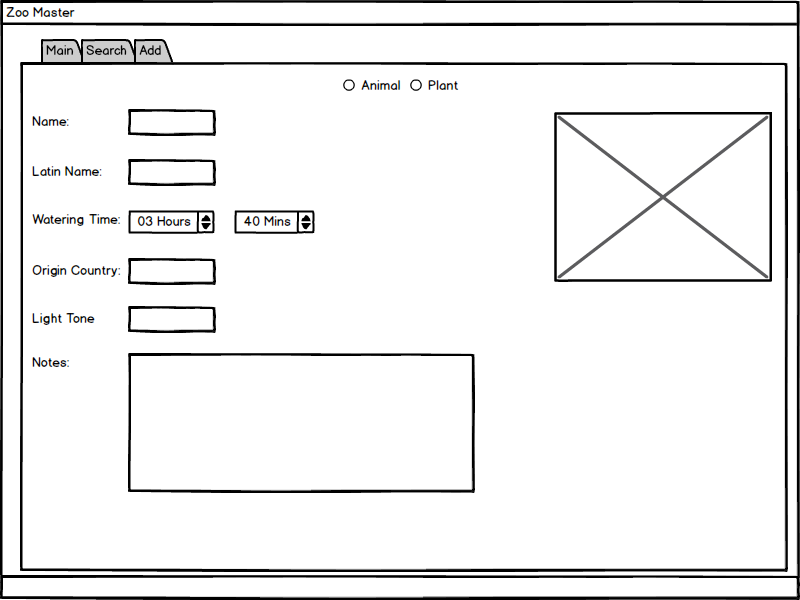 Zoo Master
Main Search Add
Animal Plant
Name:
Latin Name:
Watering Time: 03 Hours 40 Mins
Origin Country:
Light Tone
Notes: